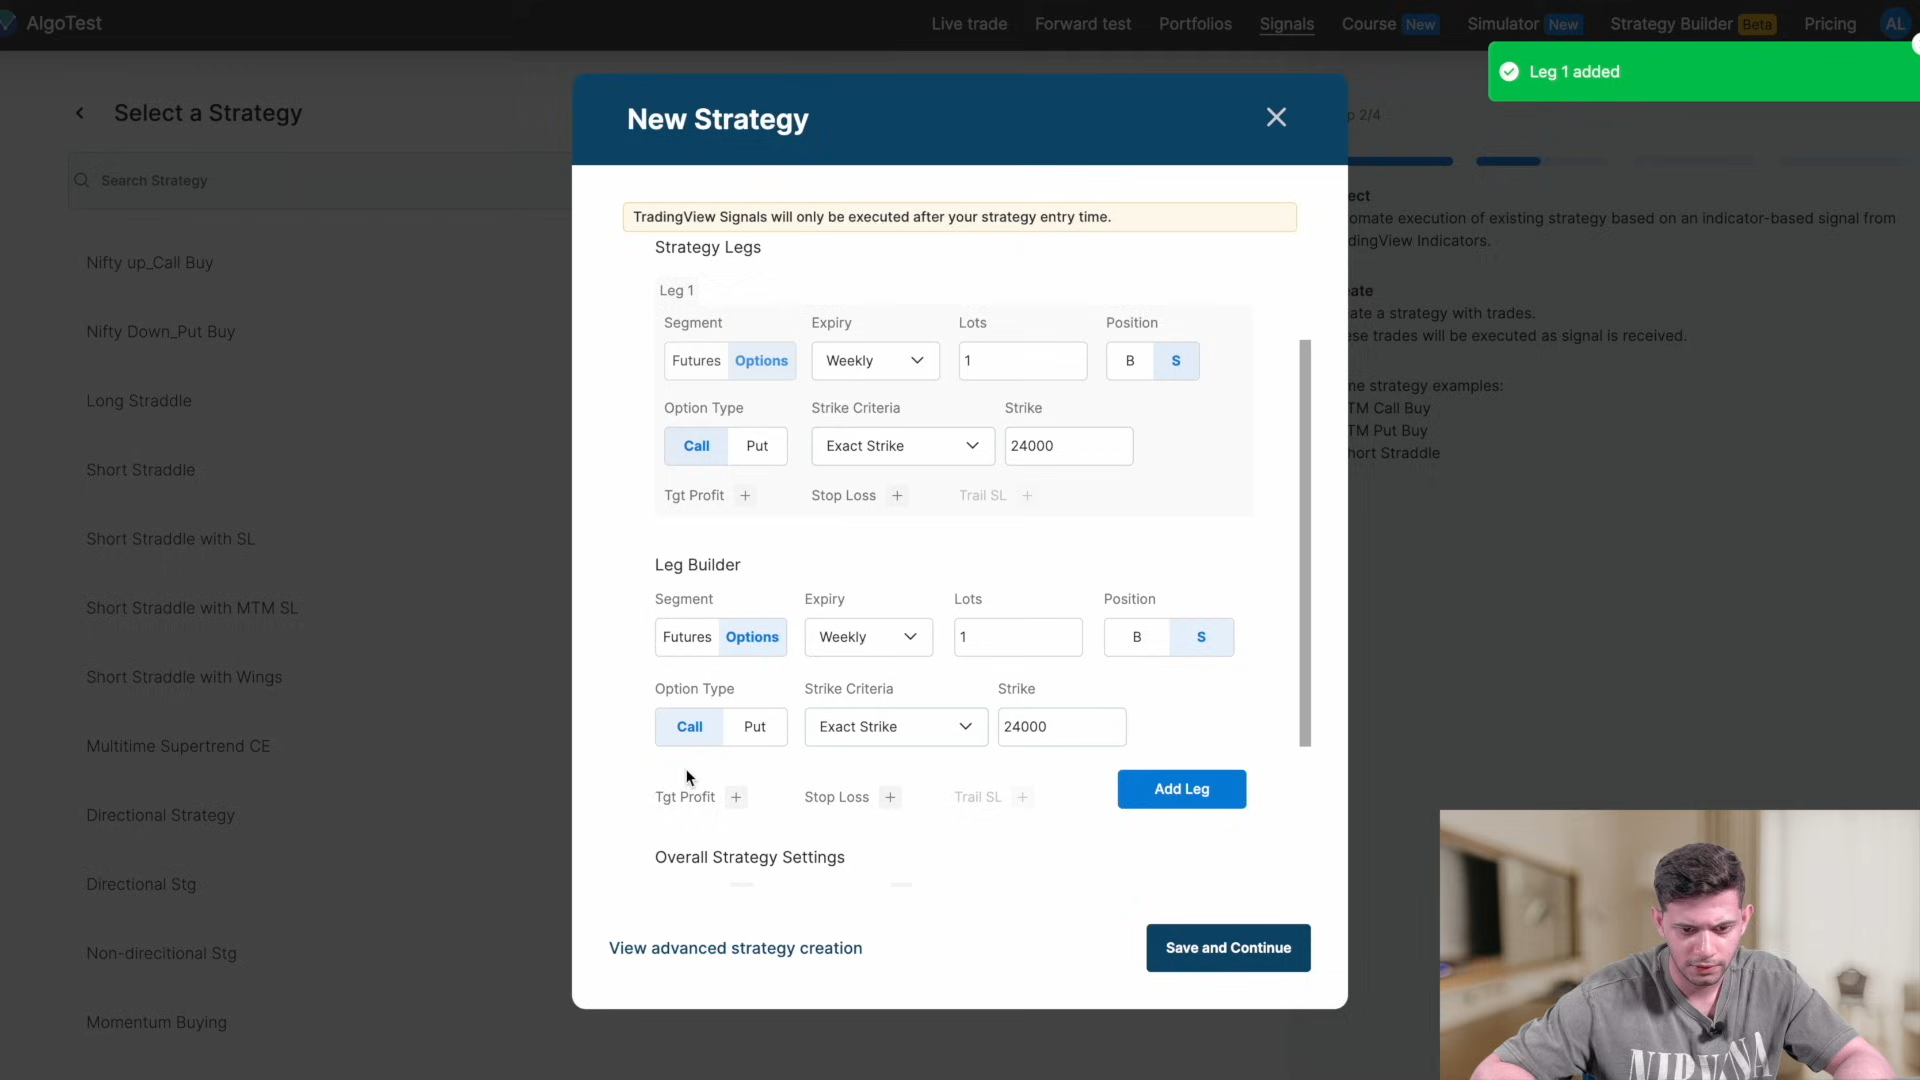 AlgoTest
Live trade
Forward test
Portfolios
Signals
Course New
Simulator New
Strategy Builder Beta
Pricing
AL
Leg 1 added
Select a Strategy
Search Strategy
Nifty up_Call Buy
Nifty Down_Put Buy
Long Straddle
Short Straddle
Short Straddle with SL
Short Straddle with MTM SL
Short Straddle with Wings
Multitime Supertrend CE
Directional Strategy
Directional Stg
Non-direcitional Stg
Momentum Buying
New Strategy
TradingView Signals will only be executed after your strategy entry time.
Strategy Legs
Leg 1
Segment Expiry Lots Position
Futures Options Weekly 1 B S
Option Type Strike Criteria Strike
Call Put Exact Strike 24000
Tgt Profit + Stop Loss + Trail SL +
Leg Builder
Segment Expiry Lots Position
Futures Options Weekly 1 B S
Option Type Strike Criteria Strike
Call Put Exact Strike 24000
Tgt Profit + Stop Loss + Trail SL + Add Leg
Overall Strategy Settings
View advanced strategy creation
Save and Continue
p 2/4
ect
omate execution of existing strategy based on an indicator-based signal from
dingView Indicators.
ate
ate a strategy with trades.
se trades will be executed as signal is received.
ne strategy examples:
TM Call Buy
TM Put Buy
hort Straddle
NIRVANA